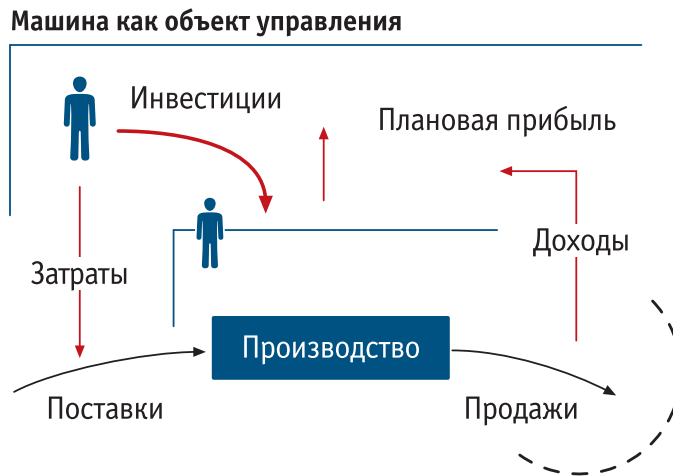 Машина как объект управления
Инвестиции
Плановая прибыль
Доходы
Затраты
Производство
Поставки
Продажи